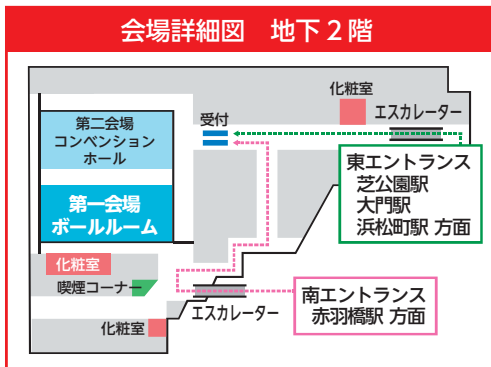 会場詳細図　地下２階
化粧室
エスカレーター
受付
第二会場
コンベンション
ホール
東エントランス
芝公園駅
大門駅
浜松町駅 方面
第一会場
ボールルーム
化粧室
喫煙コーナー
エスカレーター
南エントランス
赤羽橋駅 方面
化粧室